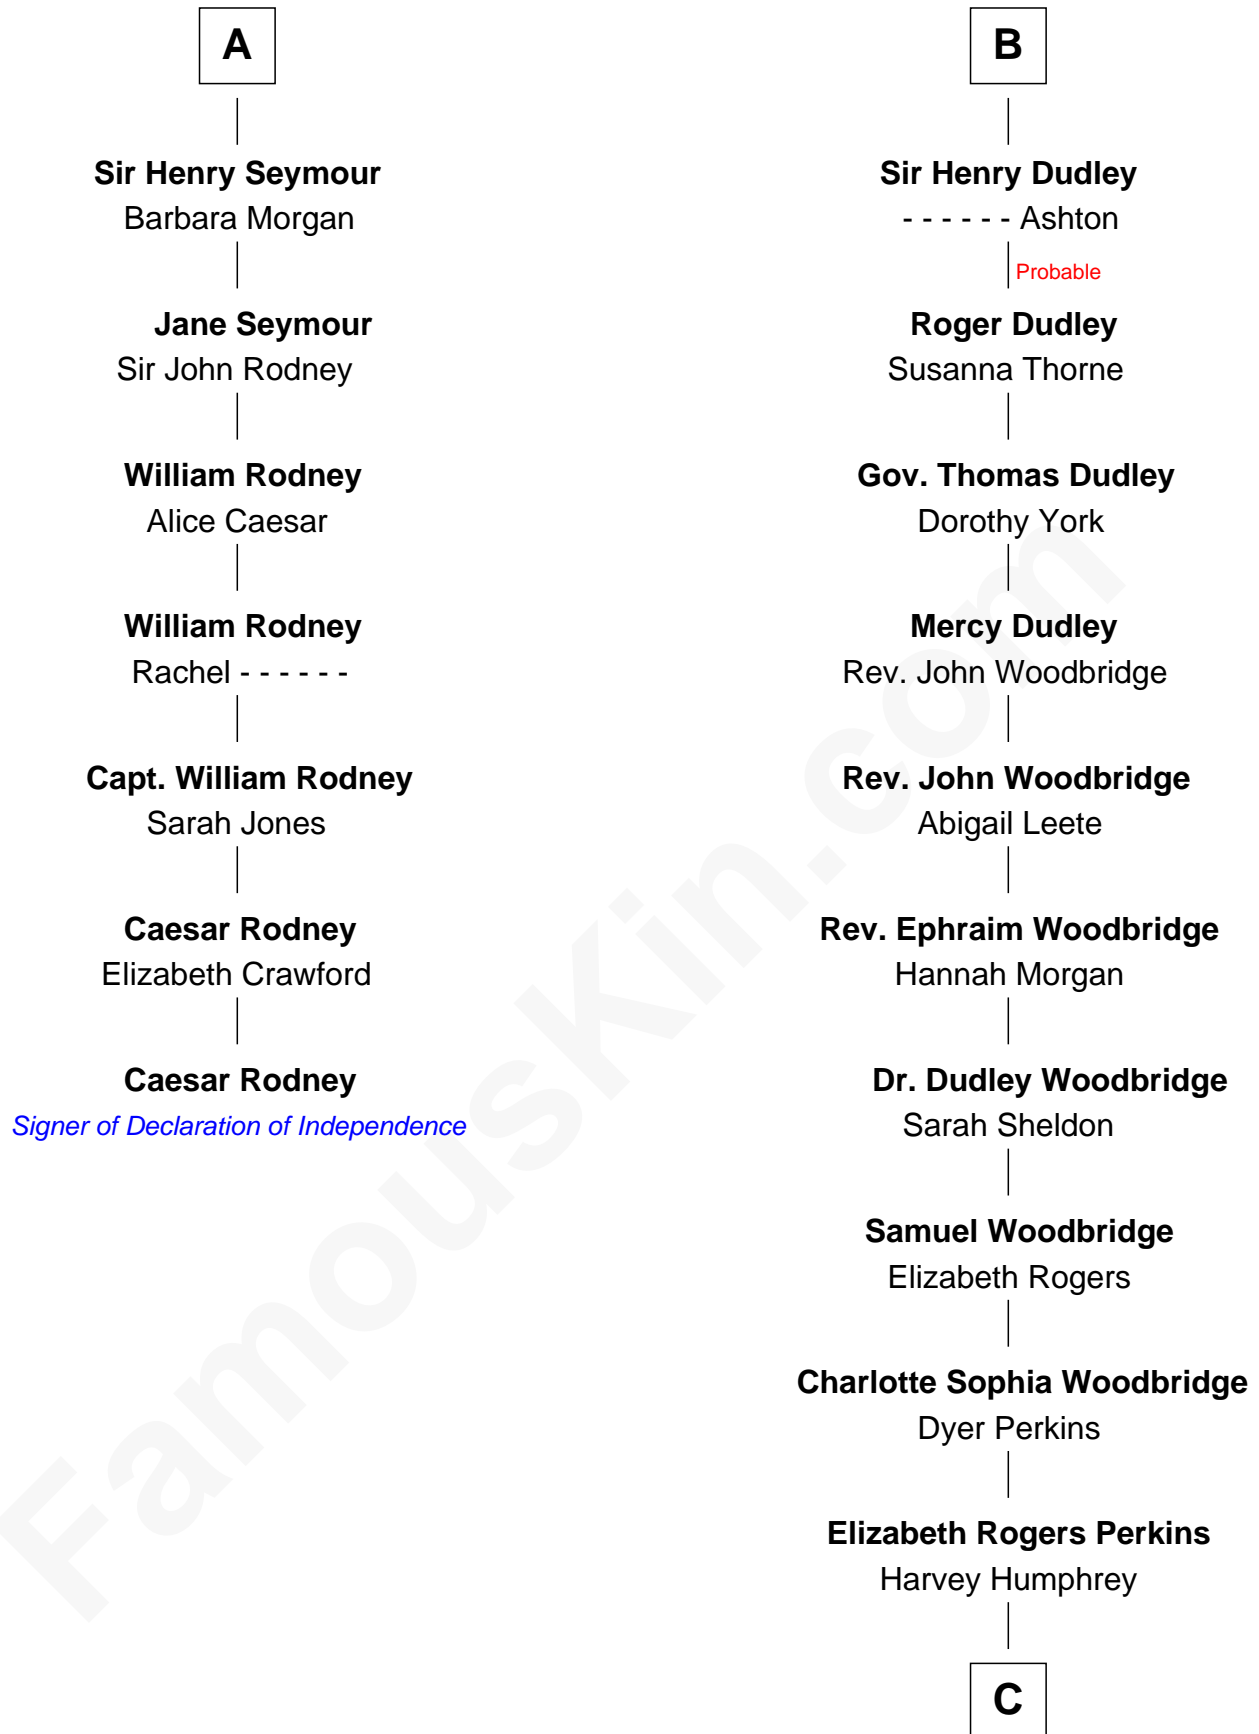 A
Sir Henry Seymour
Barbara Morgan
Jane Seymour
Sir John Rodney
William Rodney
Alice Caesar
William Rodney
Rachel - - - - - -
Capt. William Rodney
Sarah Jones
Caesar Rodney
Elizabeth Crawford
Caesar Rodney
Signer of Declaration of Independence
B
Sir Henry Dudley
- - - - - - Ashton
Probable
Roger Dudley
Susanna Thorne
Gov. Thomas Dudley
Dorothy York
Mercy Dudley
Rev. John Woodbridge
Rev. John Woodbridge
Abigail Leete
Rev. Ephraim Woodbridge
Hannah Morgan
Dr. Dudley Woodbridge
Sarah Sheldon
Samuel Woodbridge
Elizabeth Rogers
Charlotte Sophia Woodbridge
Dyer Perkins
Elizabeth Rogers Perkins
Harvey Humphrey
C
FamousKin.com